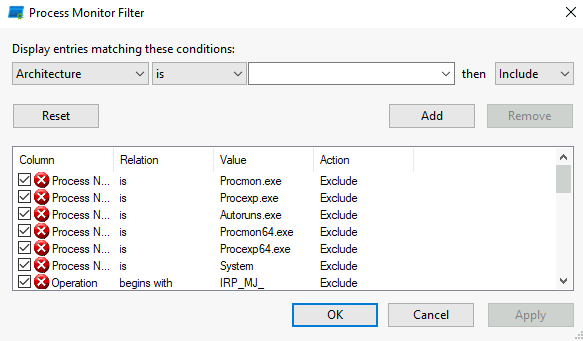 Process Monitor Filter
Display entries matching these conditions:
Architecture is then Include
Reset Add Remove
Column Relation Value Action
Process N... is Procmon.exe Exclude
Process N... is Procexp.exe Exclude
Process N... is Autoruns.exe Exclude
Process N... is Procmon64.exe Exclude
Process N... is Procexp64.exe Exclude
Process N... is System Exclude
Operation begins with IRP_MJ_ Exclude
OK Cancel Apply